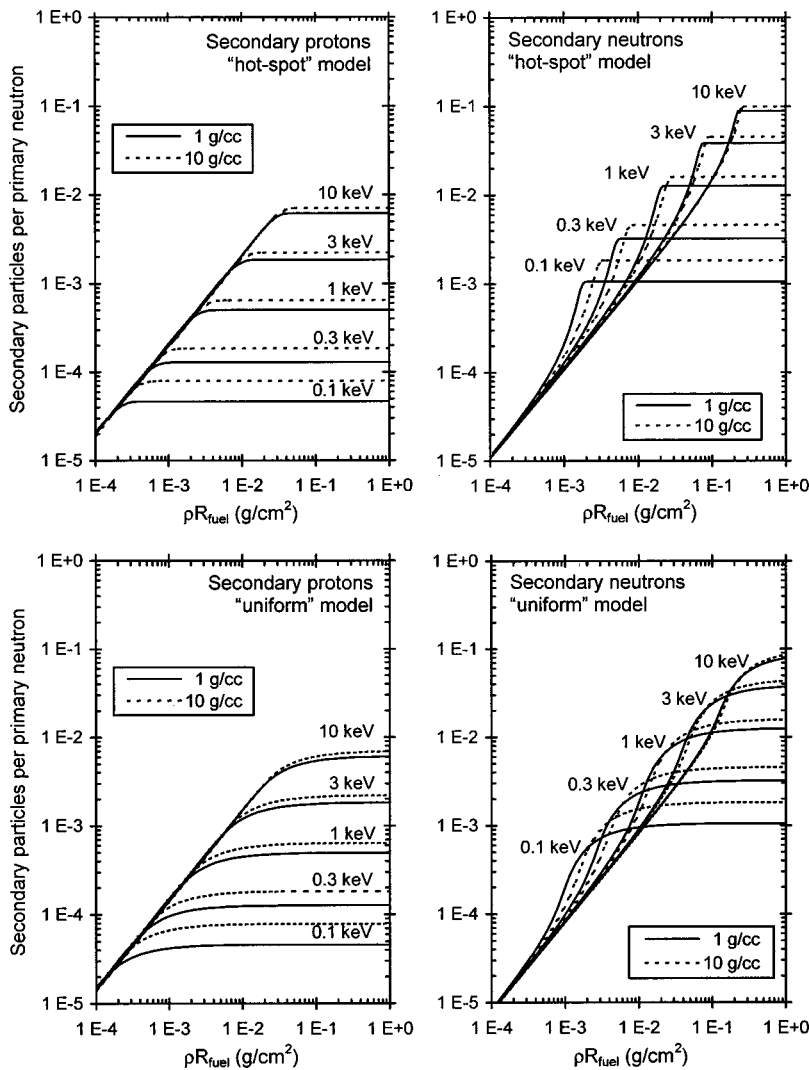 Secondary protons
"hot-spot" model
Secondary particles per primary neutron
1 E+0
1 E-1
1 E-2
1 E-3
1 E-4
1 E-5
1 g/cc
10 g/cc
10 keV
3 keV
1 keV
0.3 keV
0.1 keV
1 E-4 1 E-3 1 E-2 1 E-1 1 E+0
ρR fuel (g/cm²)
Secondary neutrons
"hot-spot" model
1 E+0
1 E-1
1 E-2
1 E-3
1 E-4
1 E-5
10 keV
3 keV
1 keV
0.3 keV
0.1 keV
1 g/cc
10 g/cc
1 E-4 1 E-3 1 E-2 1 E-1 1 E+0
ρR fuel (g/cm²)
Secondary protons
"uniform" model
Secondary particles per primary neutron
1 E+0
1 E-1
1 E-2
1 E-3
1 E-4
1 E-5
1 g/cc
10 g/cc
10 keV
3 keV
1 keV
0.3 keV
0.1 keV
1 E-4 1 E-3 1 E-2 1 E-1 1 E+0
ρR fuel (g/cm²)
Secondary neutrons
"uniform" model
1 E+0
1 E-1
1 E-2
1 E-3
1 E-4
1 E-5
10 keV
3 keV
1 keV
0.3 keV
0.1 keV
1 g/cc
10 g/cc
1 E-4 1 E-3 1 E-2 1 E-1 1 E+0
ρR fuel (g/cm²)